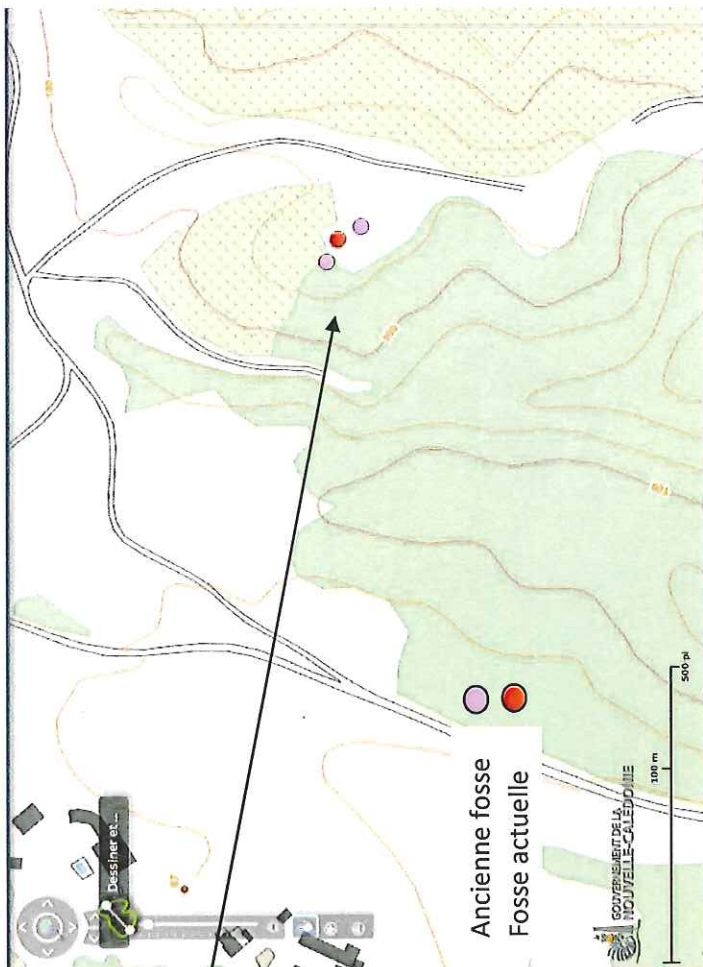 Dessiner et ...
Ancienne fosse
Fosse actuelle
GOUVERNEMENT DE LA
NOUVELLE-CALÉDONIE
100 m
500 pi